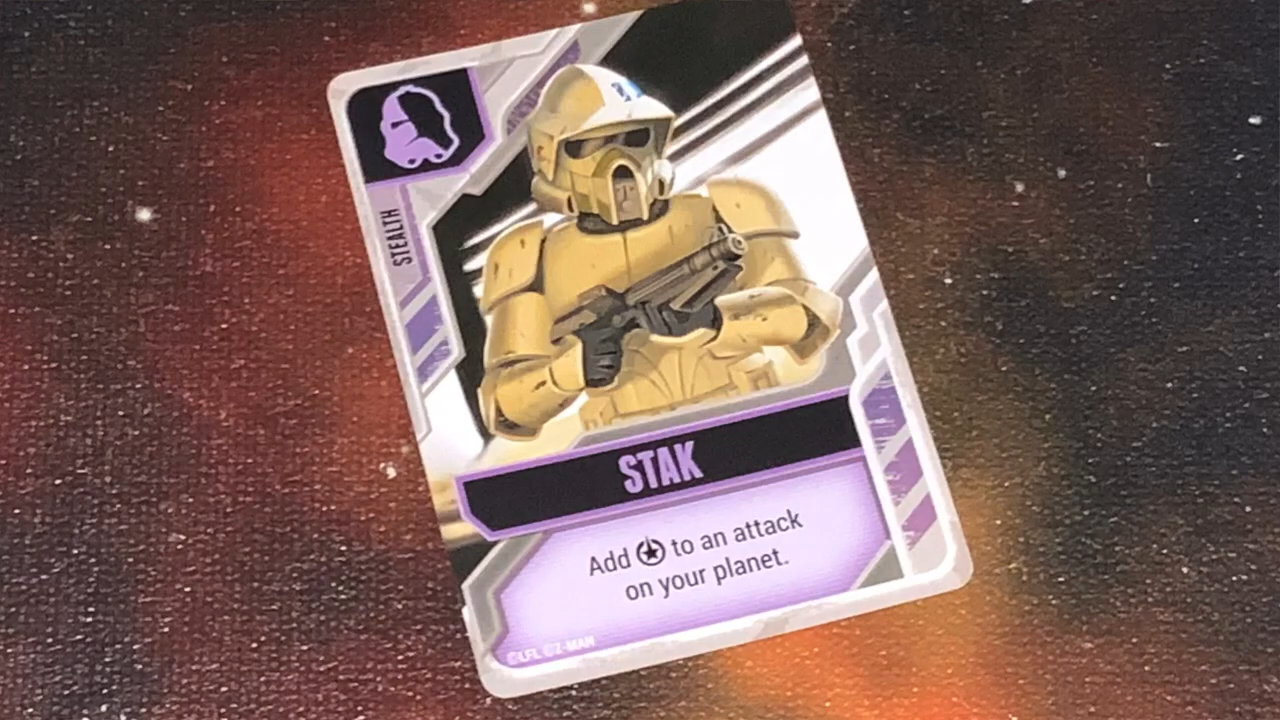 STEALTH
STAK
Add to an attack
on your planet.
©LFL ©Z-MAN